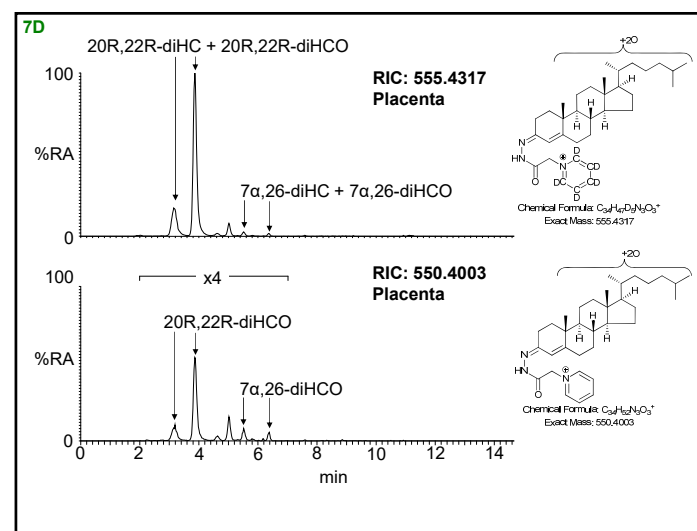 7D
20R,22R-diHC + 20R,22R-diHCO
100
%RA
0
RIC: 555.4317
Placenta
7α,26-diHC + 7α,26-diHCO
+2O
H
H
H
N
NH
O
N
+
D
D
D
D
D
Chemical Formula: C34H47D5N3O3+
Exact Mass: 555.4317
x4
100
%RA
0
RIC: 550.4003
Placenta
20R,22R-diHCO
7α,26-diHCO
+2O
H
H
H
N
NH
O
N
+
Chemical Formula: C34H52N3O3+
Exact Mass: 550.4003
0 2 4 6 8 10 12 14
min